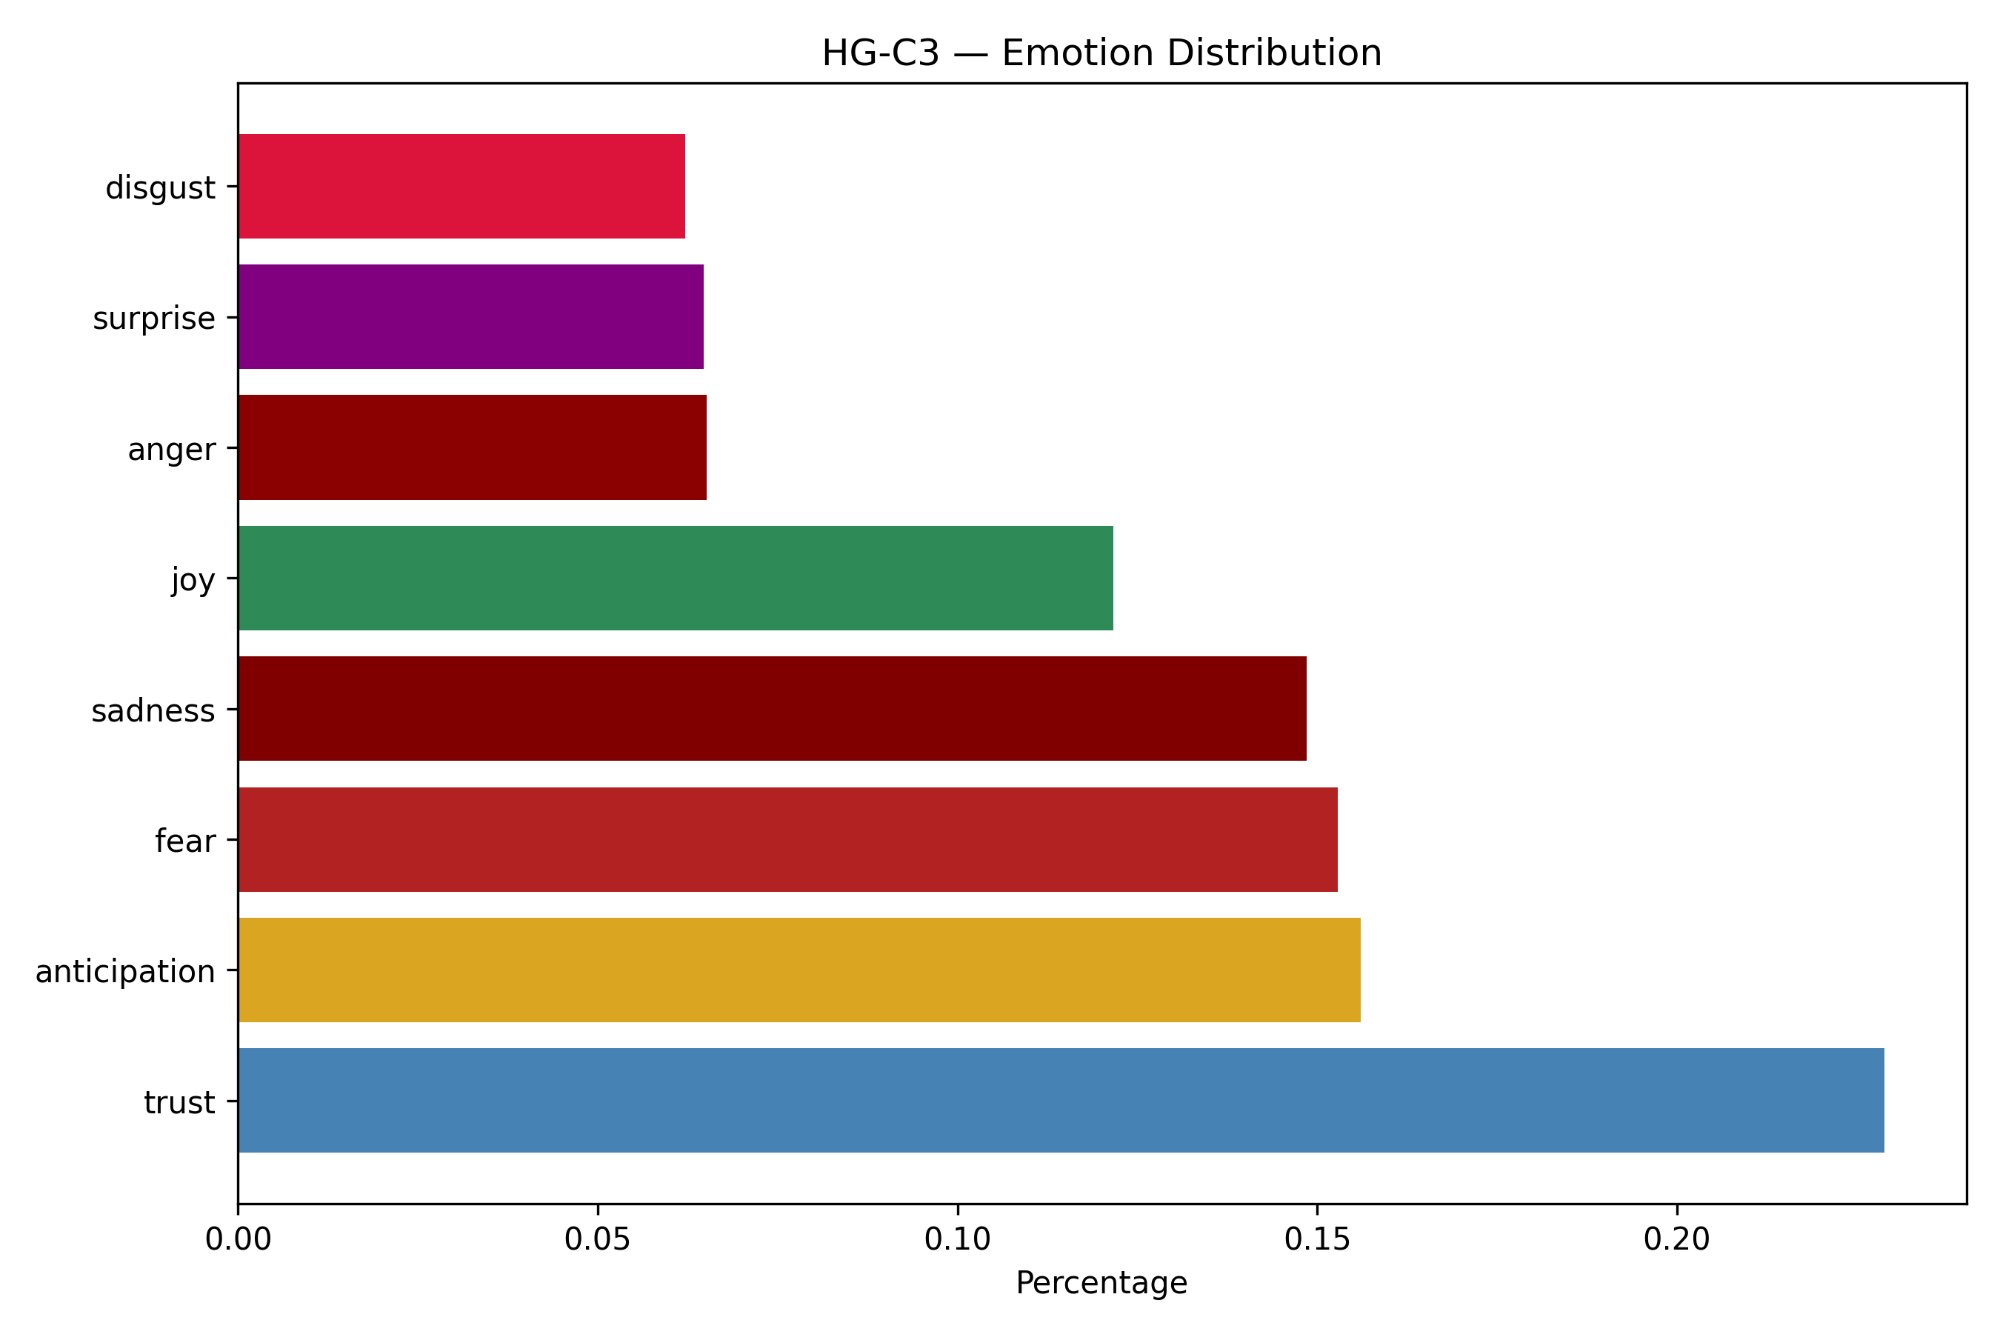 HG-C3 — Emotion Distribution
disgust
surprise
anger
joy
sadness
fear
anticipation
trust
0.00 0.05 0.10 0.15 0.20
Percentage